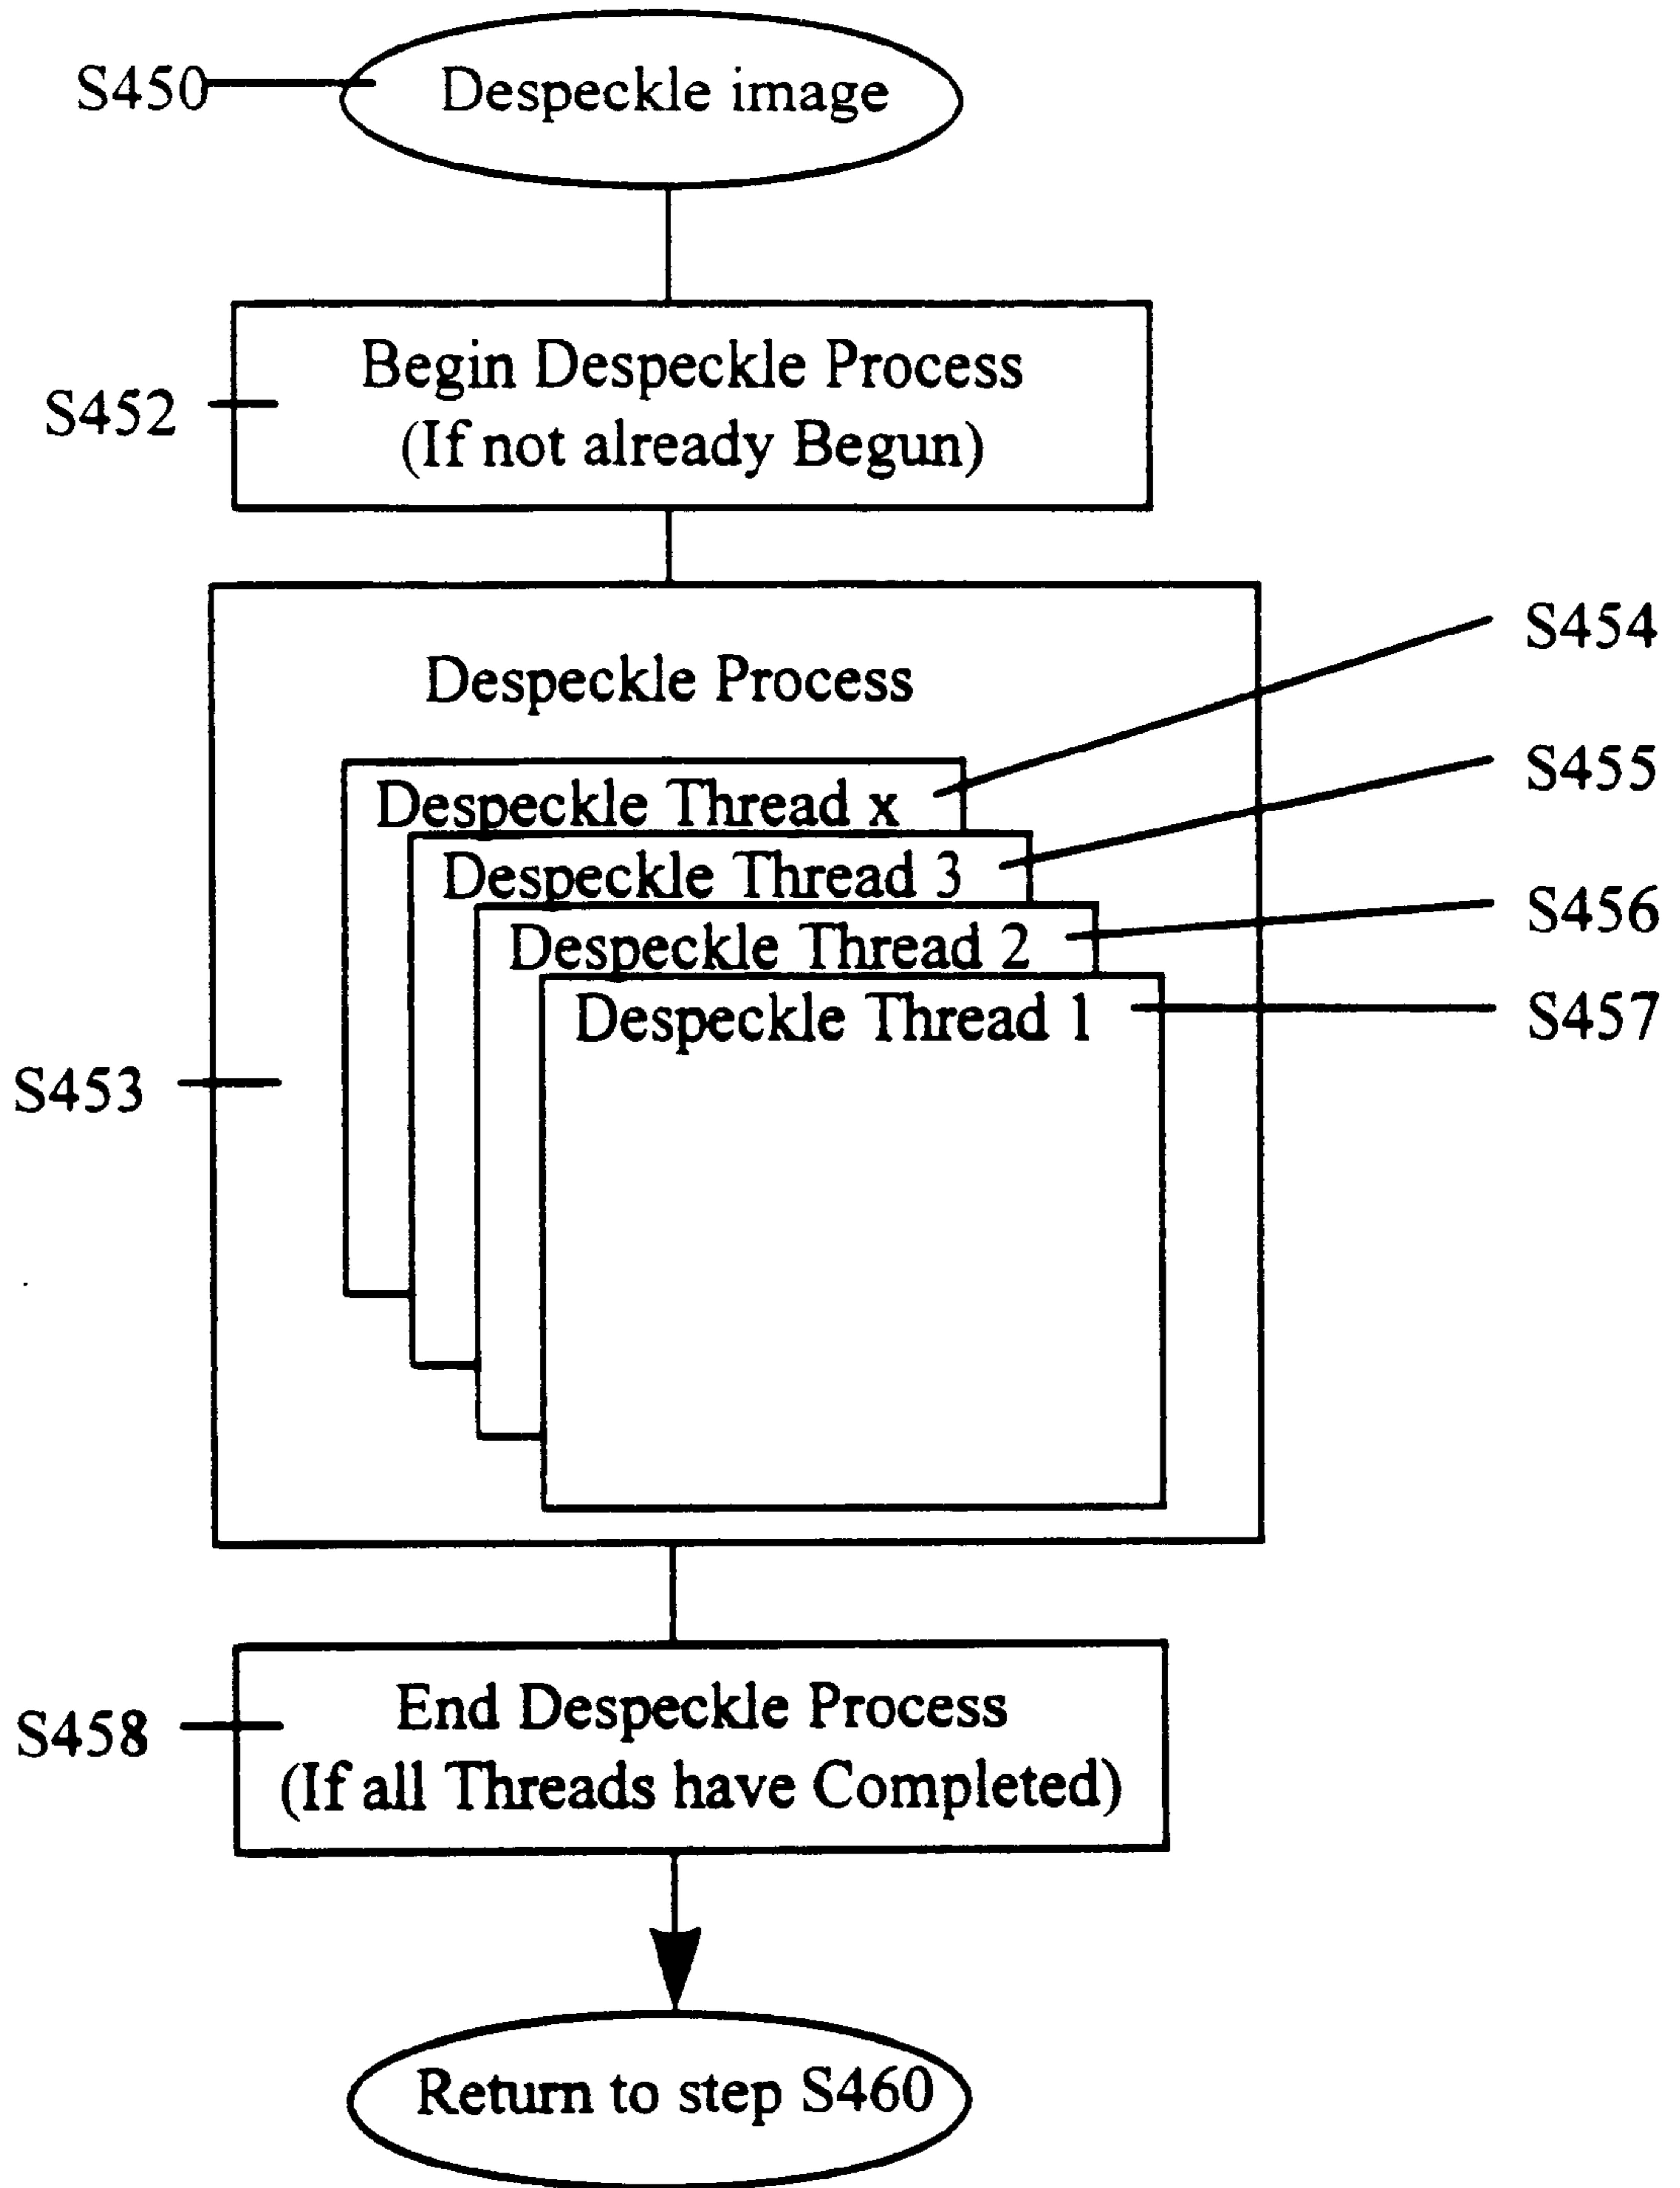 S450
Despeckle image
S452
Begin Despeckle Process
(If not already Begun)
S453
Despeckle Process
Despeckle Thread x
S454
Despeckle Thread 3
S455
Despeckle Thread 2
S456
Despeckle Thread 1
S457
S458
End Despeckle Process
(If all Threads have Completed)
Return to step S460